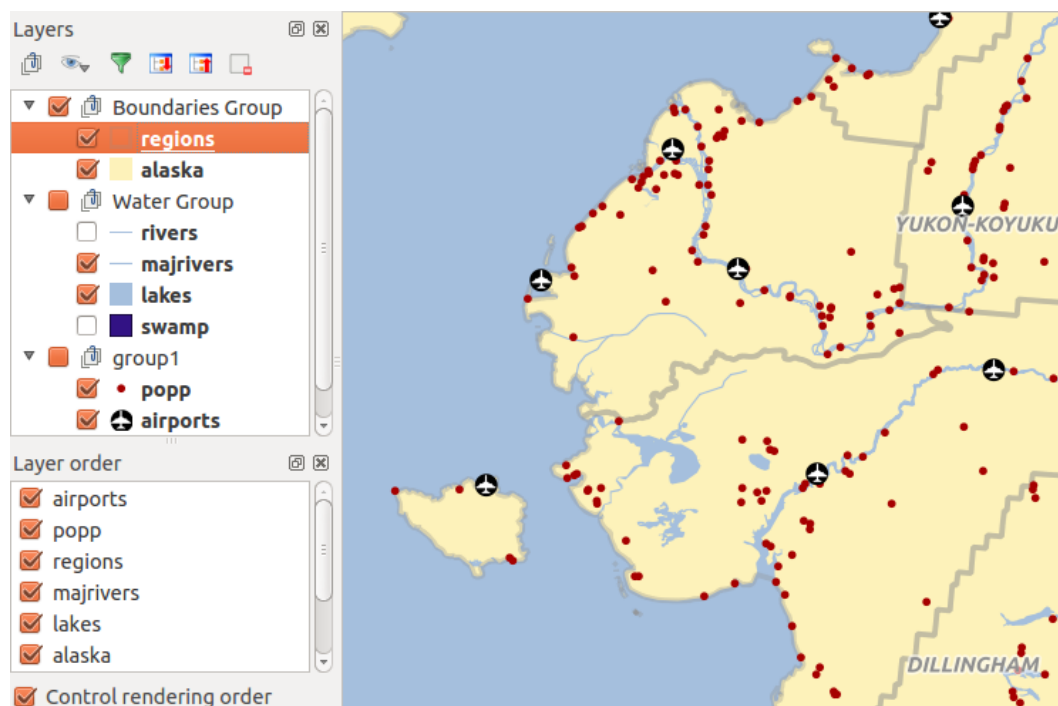 Layers
Boundaries Group
regions
alaska
Water Group
rivers
majrivers
lakes
swamp
group1
popp
airports
Layer order
airports
popp
regions
majrivers
lakes
alaska
Control rendering order
YUKON-KOYUKU
DILLINGHAM